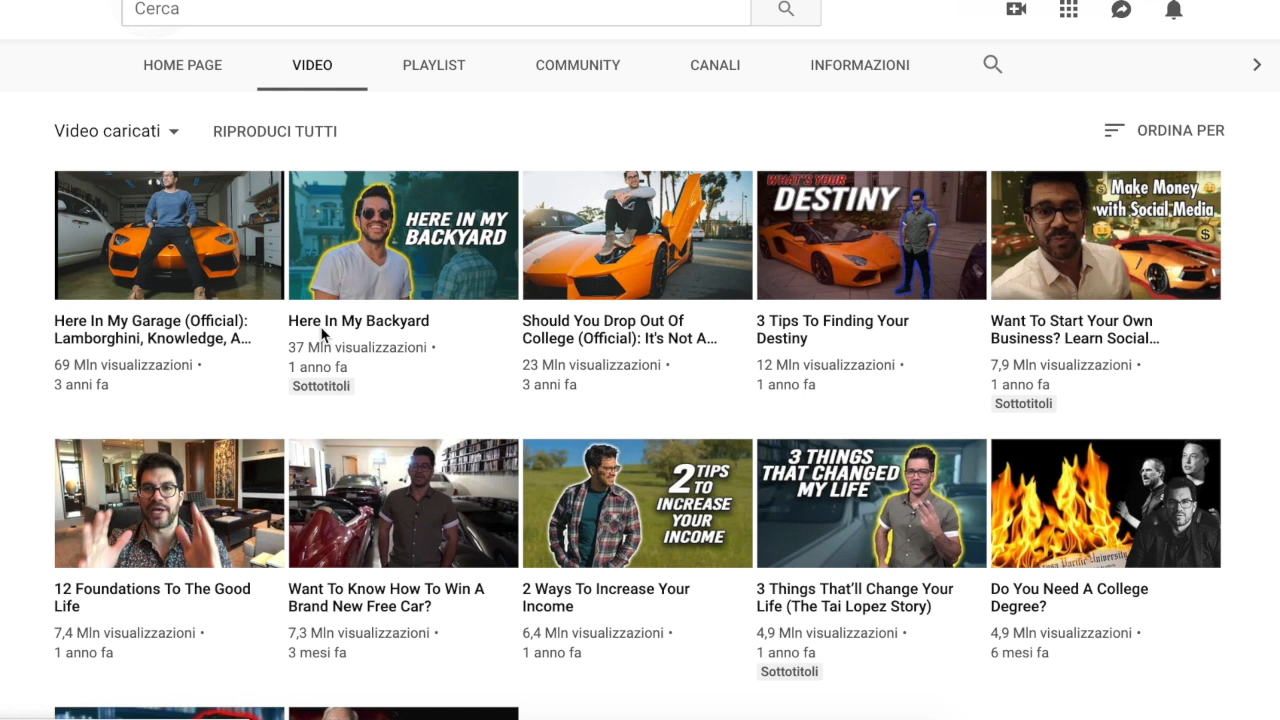 Cerca
HOME PAGE
VIDEO
PLAYLIST
COMMUNITY
CANALI
INFORMAZIONI
Video caricati
RIPRODUCI TUTTI
ORDINA PER
HERE IN MY
BACKYARD
WHAT'S YOUR
DESTINY
Make Money
with Social Media
Here In My Garage (Official):
Lamborghini, Knowledge, A...
69 Mln visualizzazioni •
3 anni fa
Here In My Backyard
37 Mln visualizzazioni •
1 anno fa
Sottotitoli
Should You Drop Out Of
College (Official): It's Not A...
23 Mln visualizzazioni •
3 anni fa
3 Tips To Finding Your
Destiny
12 Mln visualizzazioni •
1 anno fa
Want To Start Your Own
Business? Learn Social...
7,9 Mln visualizzazioni •
1 anno fa
Sottotitoli
2 TIPS
TO
INCREASE
YOUR
INCOME
3 THINGS
THAT CHANGED
MY LIFE
Pacific University
12 Foundations To The Good
Life
7,4 Mln visualizzazioni •
1 anno fa
Want To Know How To Win A
Brand New Free Car?
7,3 Mln visualizzazioni •
3 mesi fa
2 Ways To Increase Your
Income
6,4 Mln visualizzazioni •
1 anno fa
3 Things That'll Change Your
Life (The Tai Lopez Story)
4,9 Mln visualizzazioni •
1 anno fa
Sottotitoli
Do You Need A College
Degree?
4,9 Mln visualizzazioni •
6 mesi fa